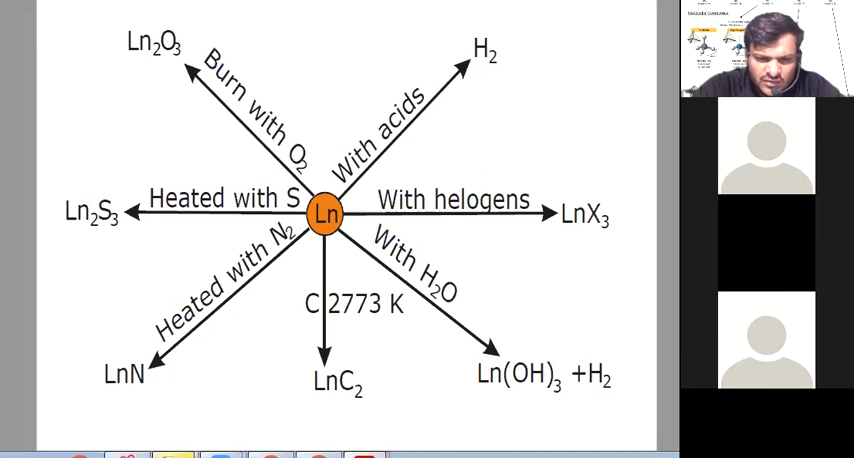 Ln₂O₃
Burn with O₂
With acids
H₂
Heated with S
Ln₂S₃
Ln
With helogens
LnX₃
Heated with N₂
LnN
C 2773 K
LnC₂
With H₂O
Ln(OH)₃ +H₂